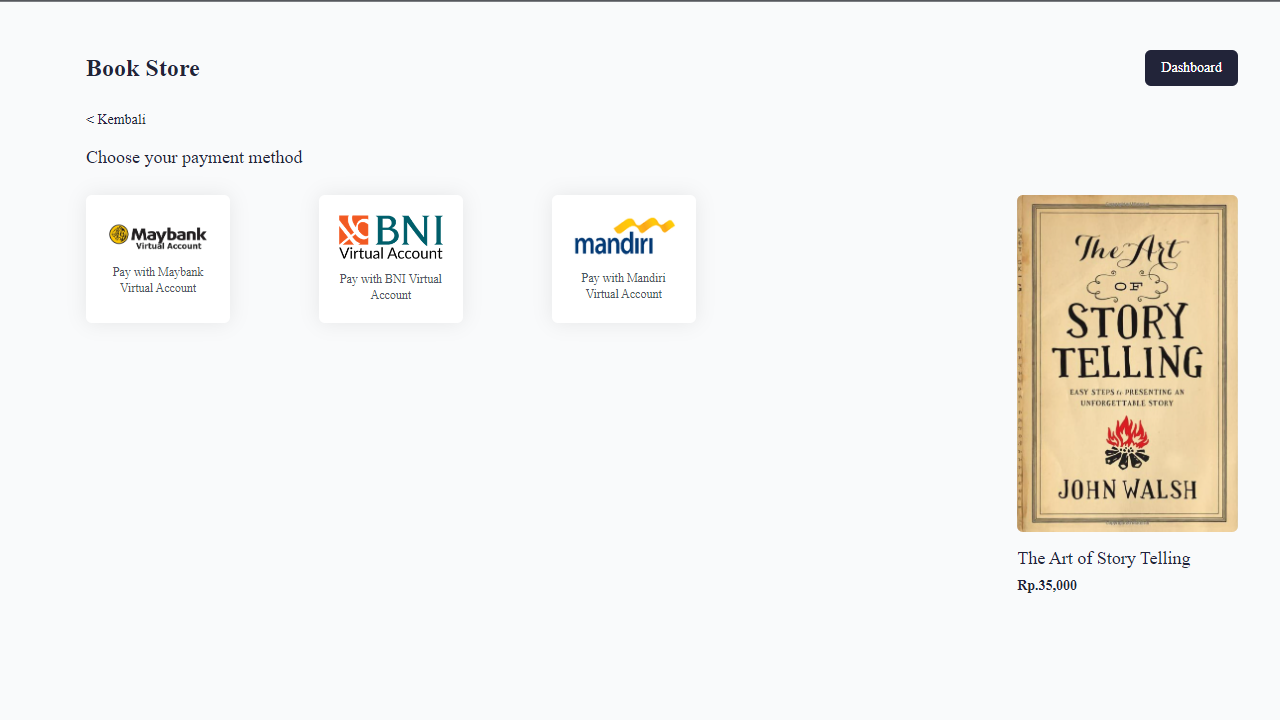 Book Store
Dashboard
< Kembali
Choose your payment method
Maybank
Virtual Account
Pay with Maybank
Virtual Account
BNI
Virtual Account
Pay with BNI Virtual
Account
mandiri
Pay with Mandiri
Virtual Account
The Art
OF
STORY
TELLING
EASY STEPS to PRESENTING AN
UNFORGETTABLE STORY
JOHN WALSH
The Art of Story Telling
Rp.35,000